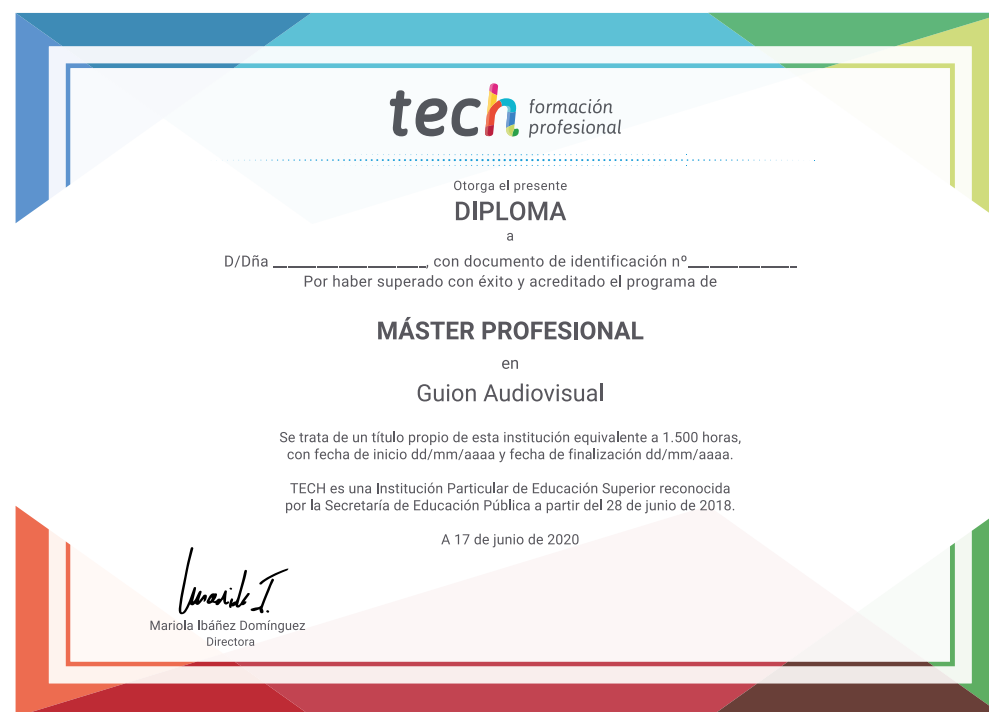 tech formación
profesional
Otorga el presente
DIPLOMA
a
D/Dña ____________________, con documento de identificación nº______________
Por haber superado con éxito y acreditado el programa de
MÁSTER PROFESIONAL
en
Guion Audiovisual
Se trata de un título propio de esta institución equivalente a 1.500 horas,
con fecha de inicio dd/mm/aaaa y fecha de finalización dd/mm/aaaa.
TECH es una Institución Particular de Educación Superior reconocida
por la Secretaría de Educación Pública a partir del 28 de junio de 2018.
A 17 de junio de 2020
Mariola Ibáñez Domínguez
Directora